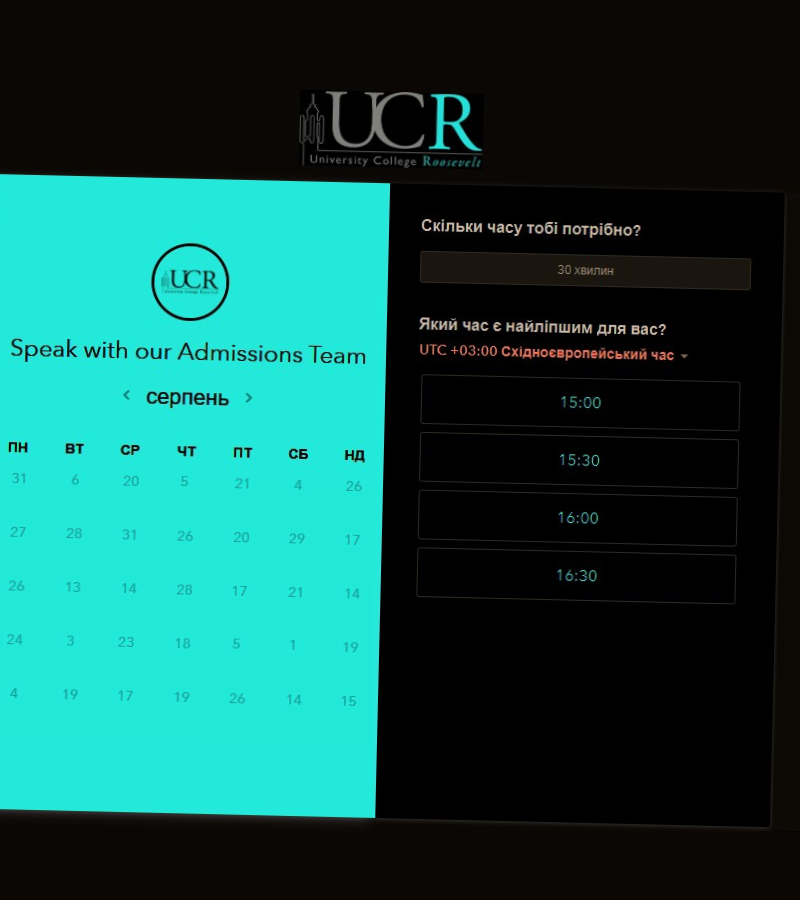 UCR
University College Roosevelt
UCR
University College Roosevelt
Speak with our Admissions Team
серпень
ПН ВТ СР ЧТ ПТ СБ НД
31 6 20 5 21 4 26
27 28 31 26 20 29 17
26 13 14 28 17 21 14
24 3 23 18 5 1 19
4 19 17 19 26 14 15
Скільки часу тобі потрібно?
30 хвилин
Який час є найліпшим для вас?
UTC +03:00 Східноєвропейський час
15:00
15:30
16:00
16:30